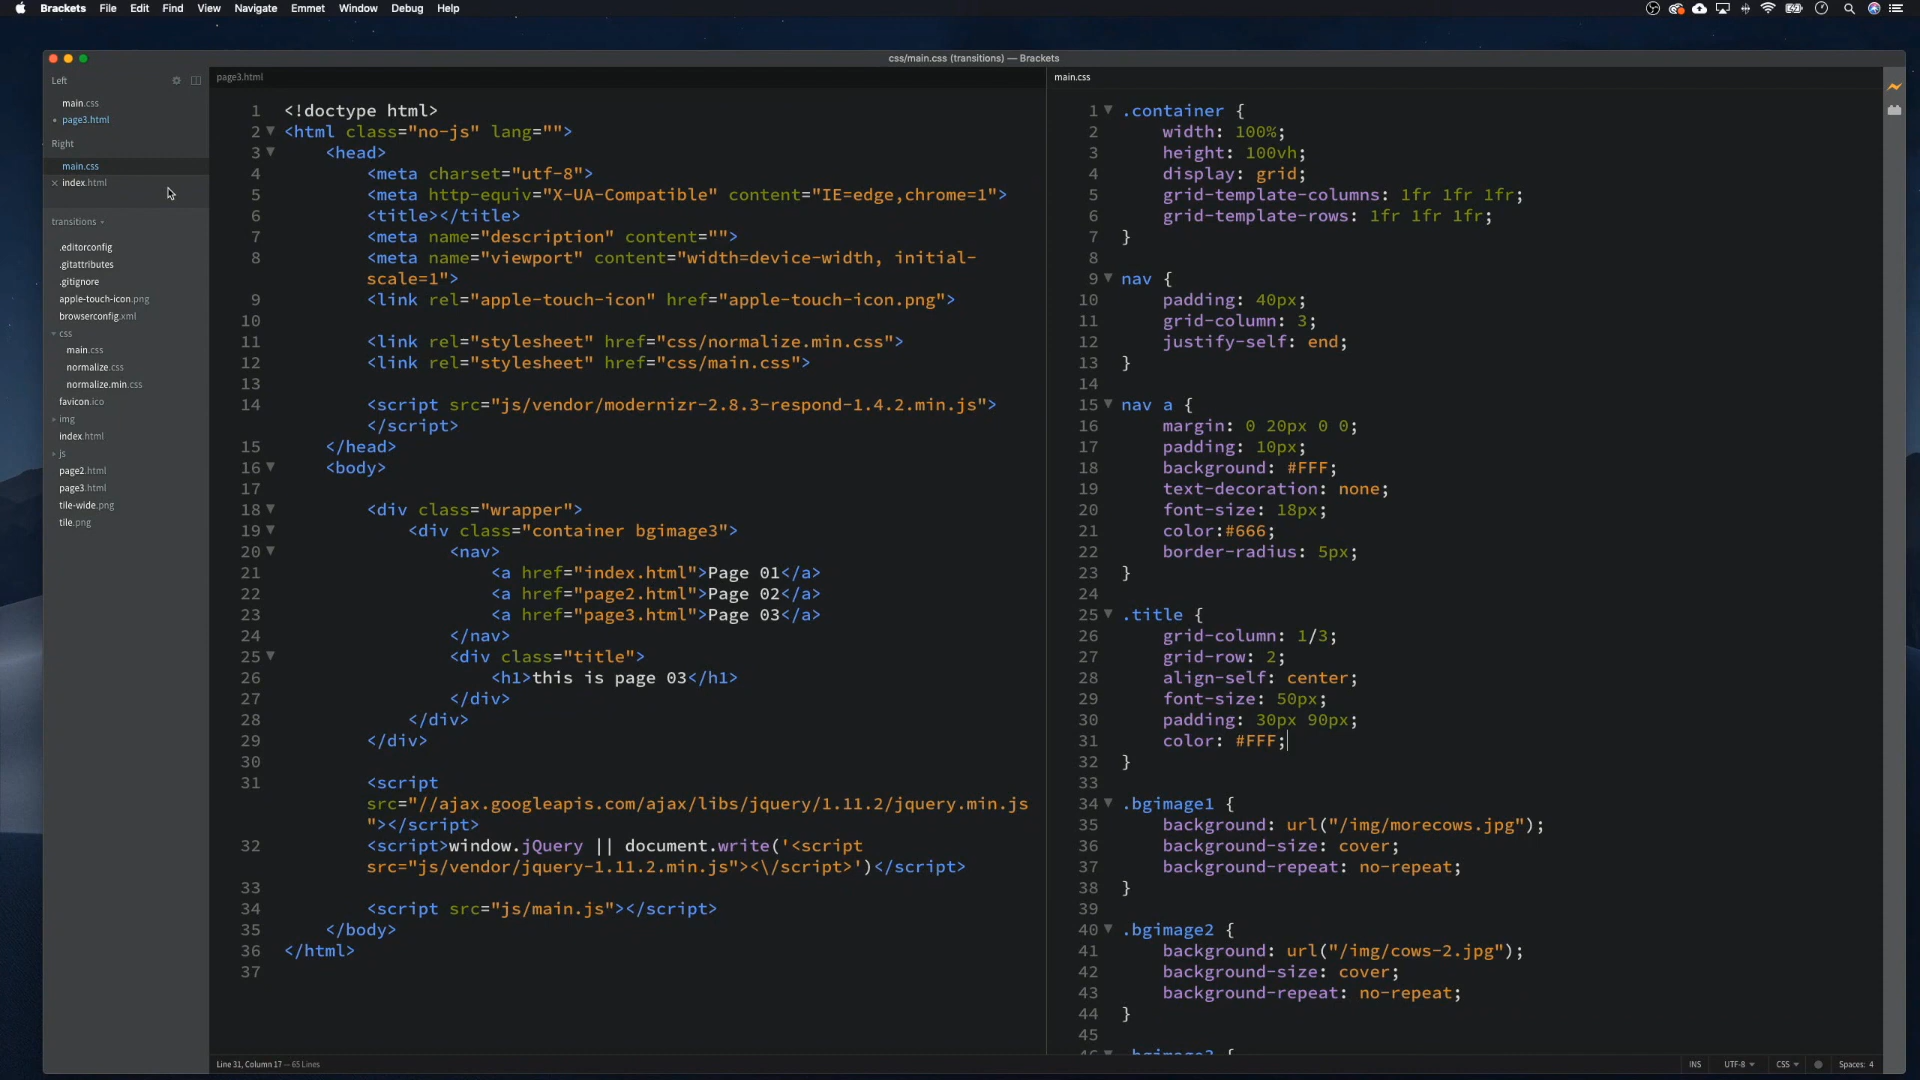 Brackets File Edit Find View Navigate Emmet Window Debug Help
css/main.css (transitions) — Brackets
Left
main.css
page3.html
Right
main.css
index.html
transitions
.editorconfig
.gitattributes
.gitignore
apple-touch-icon.png
browserconfig.xml
css
main.css
normalize.css
normalize.min.css
favicon.ico
img
index.html
js
page2.html
page3.html
tile-wide.png
tile.png
page3.html
1 <!doctype html>
2 <html class="no-js" lang="">
3 <head>
4 <meta charset="utf-8">
5 <meta http-equiv="X-UA-Compatible" content="IE=edge,chrome=1">
6 <title></title>
7 <meta name="description" content="">
8 <meta name="viewport" content="width=device-width, initial-
scale=1">
9 <link rel="apple-touch-icon" href="apple-touch-icon.png">
10
11 <link rel="stylesheet" href="css/normalize.min.css">
12 <link rel="stylesheet" href="css/main.css">
13
14 <script src="js/vendor/modernizr-2.8.3-respond-1.4.2.min.js">
</script>
15 </head>
16 <body>
17
18 <div class="wrapper">
19 <div class="container bgimage3">
20 <nav>
21 <a href="index.html">Page 01</a>
22 <a href="page2.html">Page 02</a>
23 <a href="page3.html">Page 03</a>
24 </nav>
25 <div class="title">
26 <h1>this is page 03</h1>
27 </div>
28 </div>
29 </div>
30
31 <script
src="//ajax.googleapis.com/ajax/libs/jquery/1.11.2/jquery.min.js
"></script>
32 <script>window.jQuery || document.write('<script
src="js/vendor/jquery-1.11.2.min.js"><\/script>')</script>
33
34 <script src="js/main.js"></script>
35 </body>
36 </html>
37
main.css
1 .container {
2 width: 100%;
3 height: 100vh;
4 display: grid;
5 grid-template-columns: 1fr 1fr 1fr;
6 grid-template-rows: 1fr 1fr 1fr;
7 }
8
9 nav {
10 padding: 40px;
11 grid-column: 3;
12 justify-self: end;
13 }
14
15 nav a {
16 margin: 0 20px 0 0;
17 padding: 10px;
18 background: #FFF;
19 text-decoration: none;
20 font-size: 18px;
21 color:#666;
22 border-radius: 5px;
23 }
24
25 .title {
26 grid-column: 1/3;
27 grid-row: 2;
28 align-self: center;
29 font-size: 50px;
30 padding: 30px 90px;
31 color: #FFF;
32 }
33
34 .bgimage1 {
35 background: url("/img/morecows.jpg");
36 background-size: cover;
37 background-repeat: no-repeat;
38 }
39
40 .bgimage2 {
41 background: url("/img/cows-2.jpg");
42 background-size: cover;
43 background-repeat: no-repeat;
44 }
45
46 .bgimage3 {
Line 31, Column 17 — 65 Lines
INS UTF-8 CSS Spaces: 4